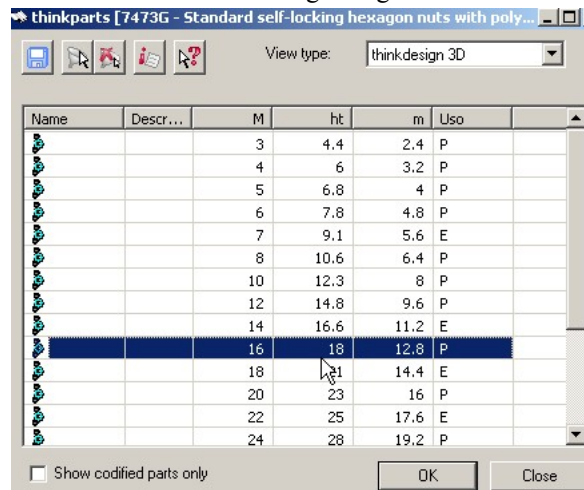 thinkparts [7473G - Standard self-locking hexagon nuts with poly...
View type: thinkdesign 3D
Name Descr... M ht m Uso
3 4.4 2.4 P
4 6 3.2 P
5 6.8 4 P
6 7.8 4.8 P
7 9.1 5.6 E
8 10.6 6.4 P
10 12.3 8 P
12 14.8 9.6 P
14 16.6 11.2 E
16 18 12.8 P
18 21 14.4 E
20 23 16 P
22 25 17.6 E
24 28 19.2 P
Show codified parts only OK Close